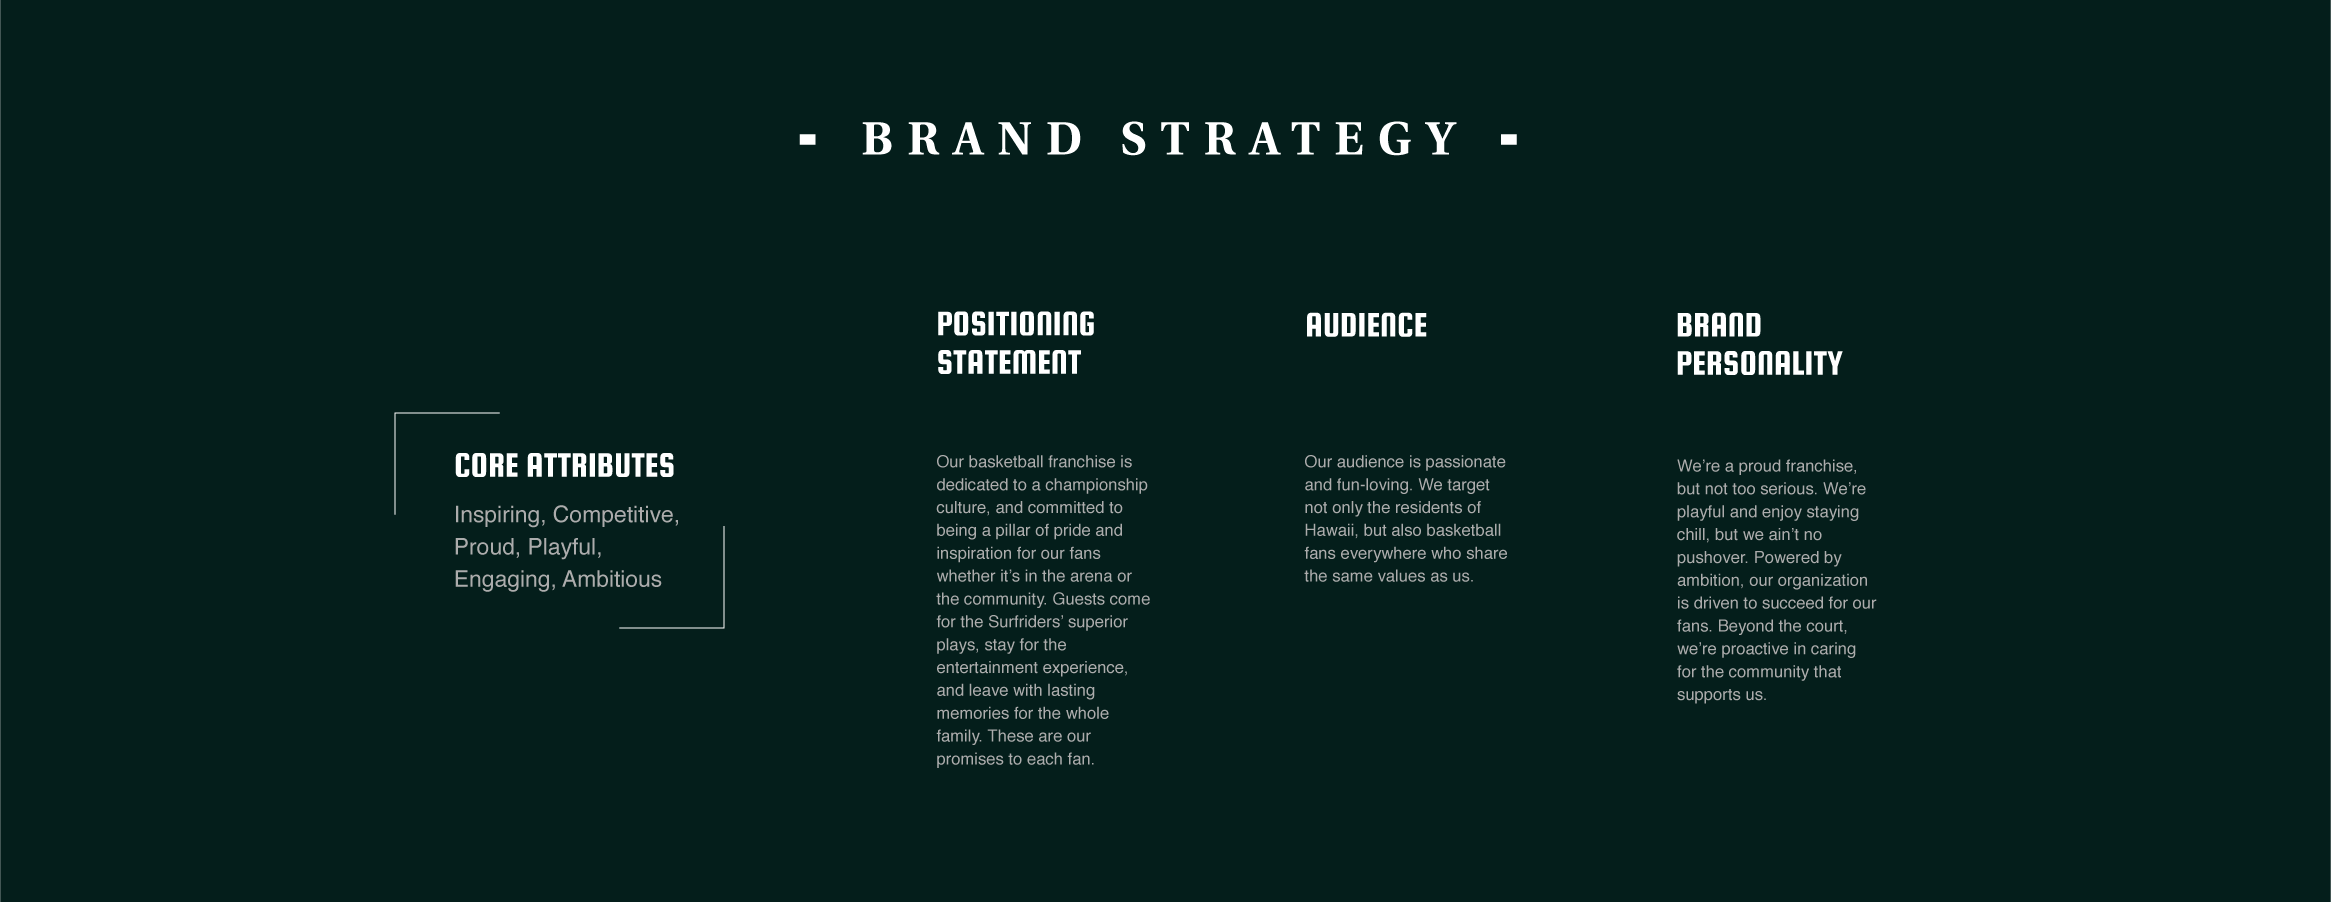 - BRAND STRATEGY -
CORE ATTRIBUTES
Inspiring, Competitive,
Proud, Playful,
Engaging, Ambitious
POSITIONING
STATEMENT
Our basketball franchise is
dedicated to a championship
culture, and committed to
being a pillar of pride and
inspiration for our fans
whether it’s in the arena or
the community. Guests come
for the Surfriders’ superior
plays, stay for the
entertainment experience,
and leave with lasting
memories for the whole
family. These are our
promises to each fan.
AUDIENCE
Our audience is passionate
and fun-loving. We target
not only the residents of
Hawaii, but also basketball
fans everywhere who share
the same values as us.
BRAND
PERSONALITY
We’re a proud franchise,
but not too serious. We’re
playful and enjoy staying
chill, but we ain’t no
pushover. Powered by
ambition, our organization
is driven to succeed for our
fans. Beyond the court,
we’re proactive in caring
for the community that
supports us.